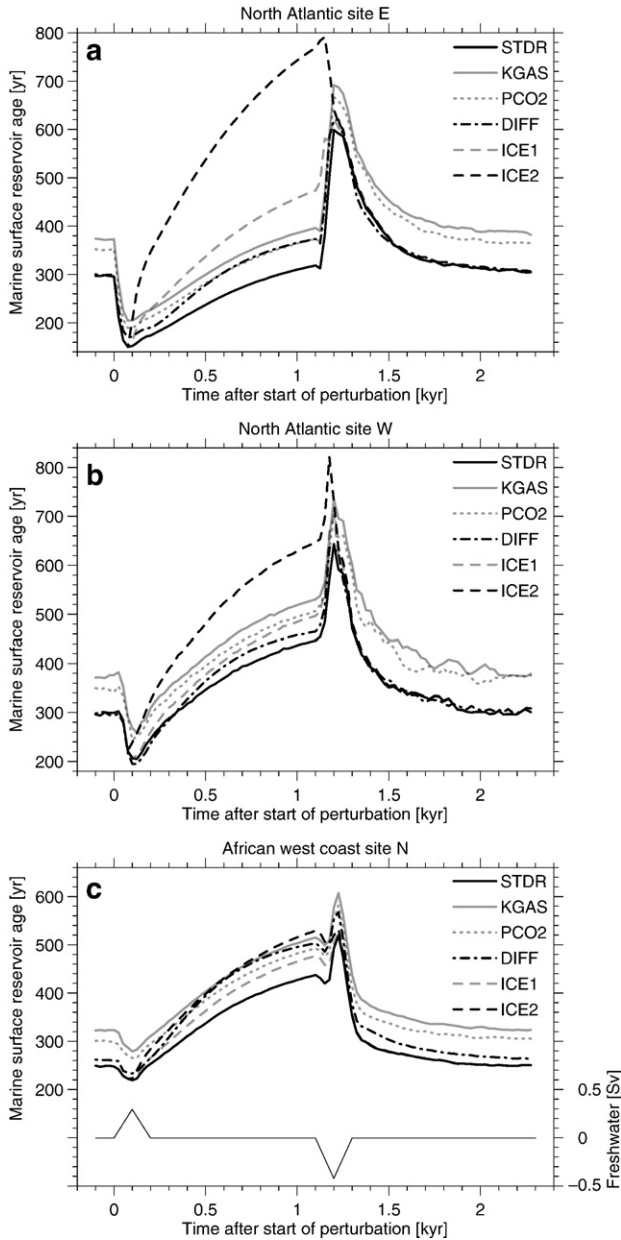 North Atlantic site E
a
Marine surface reservoir age [yr]
800
700
600
500
400
300
200
STDR
KGAS
PCO2
DIFF
ICE1
ICE2
0 0.5 1 1.5 2
Time after start of perturbation [kyr]
North Atlantic site W
b
Marine surface reservoir age [yr]
800
700
600
500
400
300
200
STDR
KGAS
PCO2
DIFF
ICE1
ICE2
0 0.5 1 1.5 2
Time after start of perturbation [kyr]
African west coast site N
c
Marine surface reservoir age [yr]
600
500
400
300
200
STDR
KGAS
PCO2
DIFF
ICE1
ICE2
0.5
0
−0.5
Freshwater [Sv]
0 0.5 1 1.5 2
Time after start of perturbation [kyr]